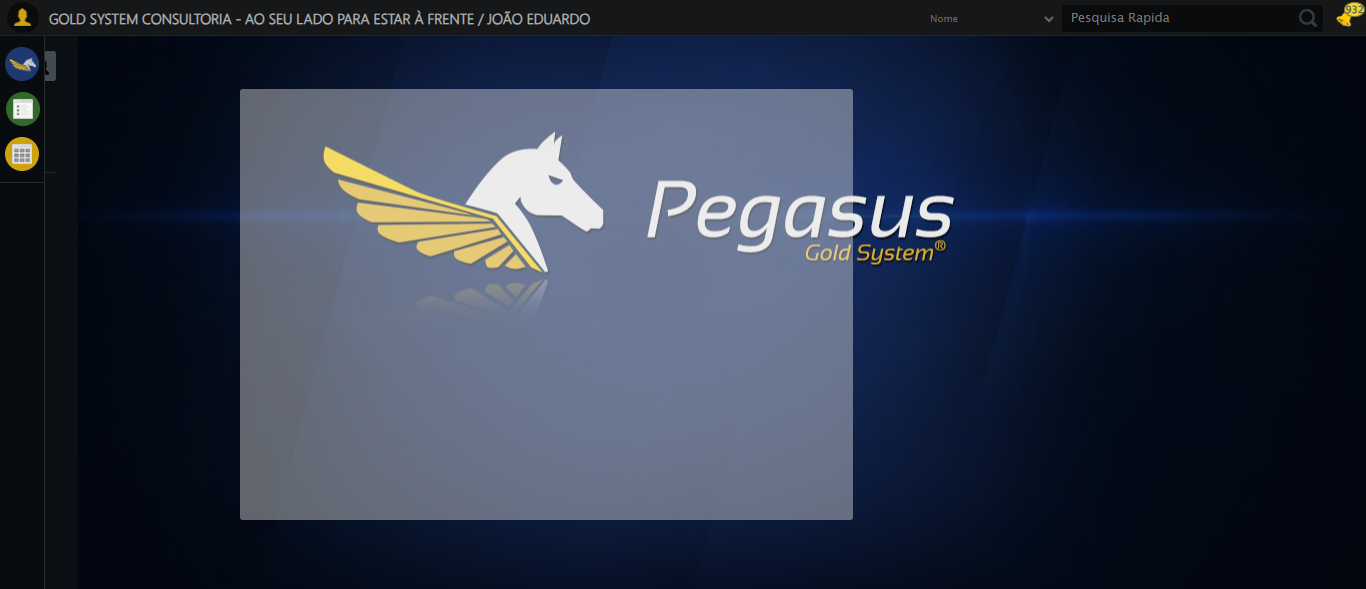 GOLD SYSTEM CONSULTORIA - AO SEU LADO PARA ESTAR À FRENTE / JOÃO EDUARDO
Nome
Pesquisa Rapida
932
Pegasus
Gold System®